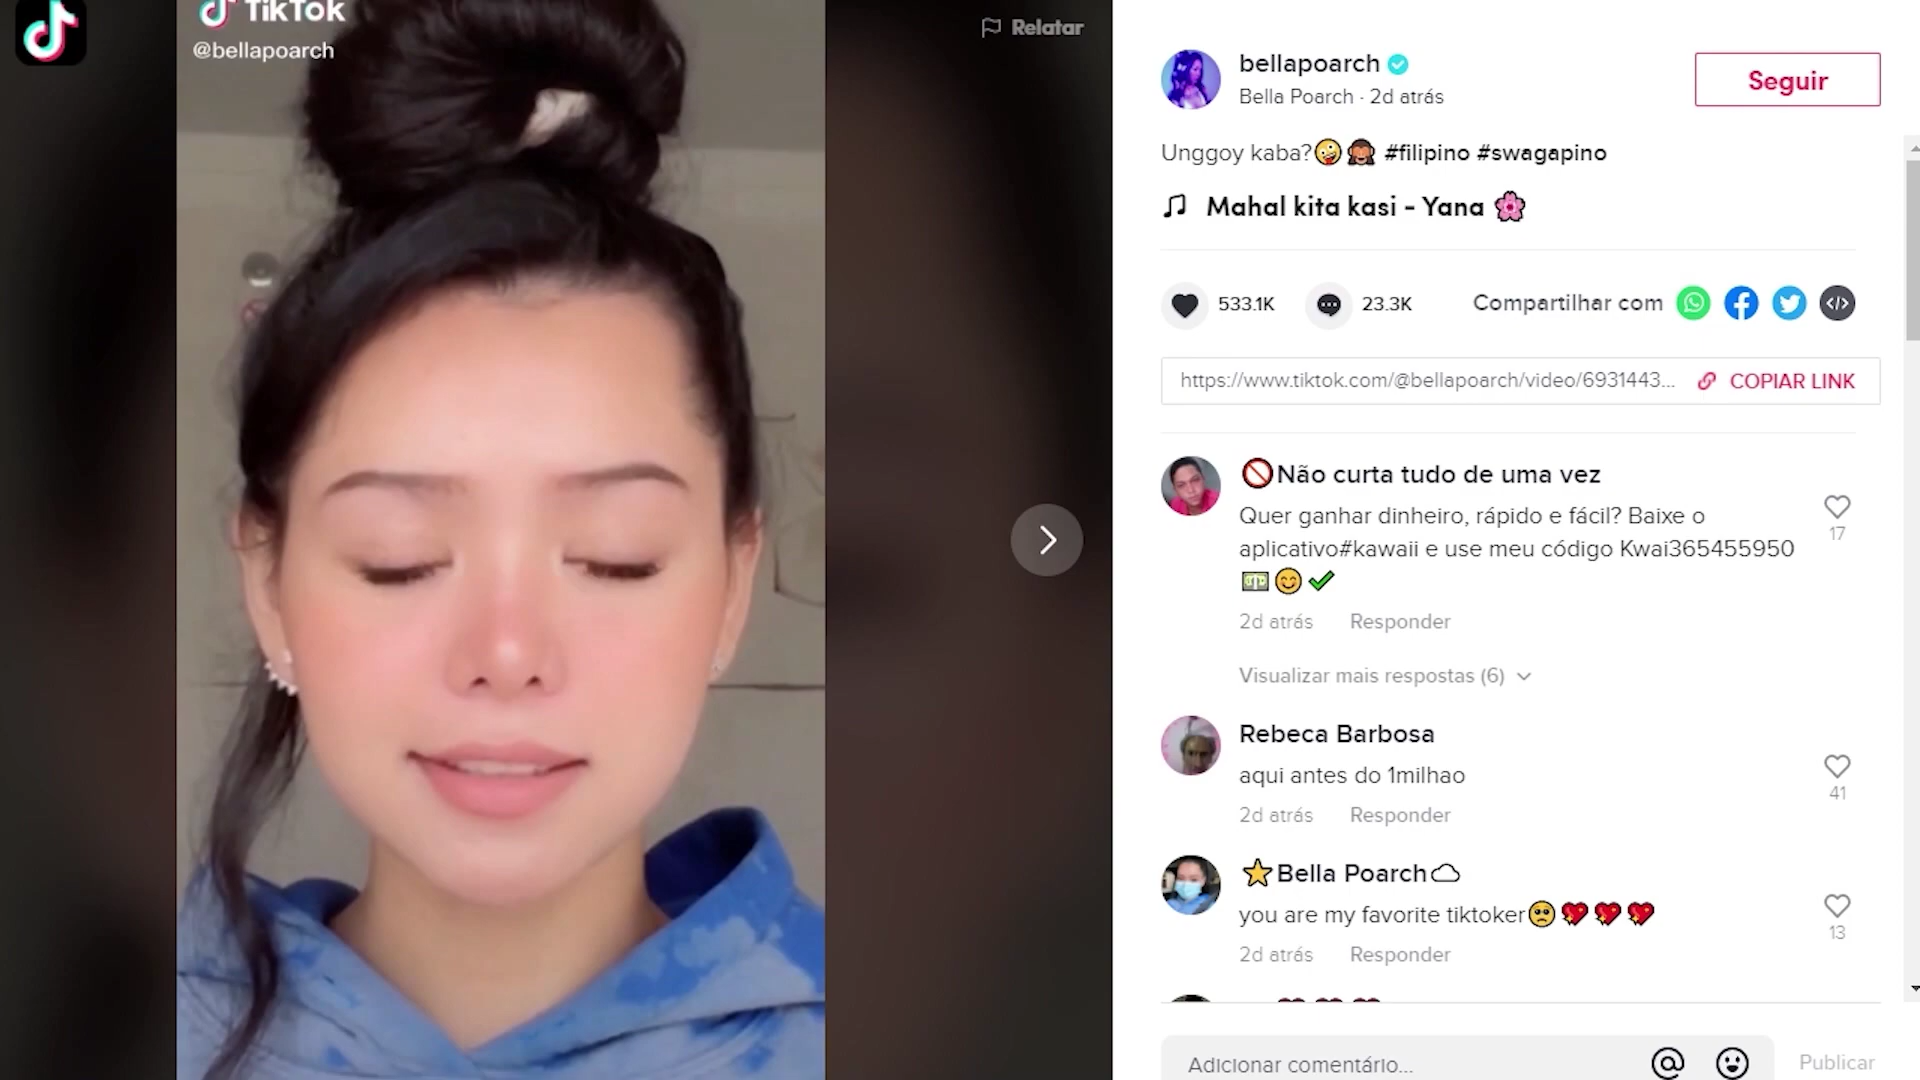 TikTok
@bellapoarch
Relatar
bellapoarch
Bella Poarch · 2d atrás
Seguir
Unggoy kaba?🤪🙈 #filipino #swagapino
Mahal kita kasi - Yana 🌸
533.1K
23.3K
Compartilhar com
https://www.tiktok.com/@bellapoarch/video/6931443...
COPIAR LINK
🚫Não curta tudo de uma vez
Quer ganhar dinheiro, rápido e fácil? Baixe o
aplicativo#kawaii e use meu código Kwai365455950
💵😊✔️
17
2d atrás Responder
Visualizar mais respostas (6)
Rebeca Barbosa
aqui antes do 1milhao
41
2d atrás Responder
⭐Bella Poarch☁
you are my favorite tiktoker🥺💖💖💖
13
2d atrás Responder
Adicionar comentário...
Publicar